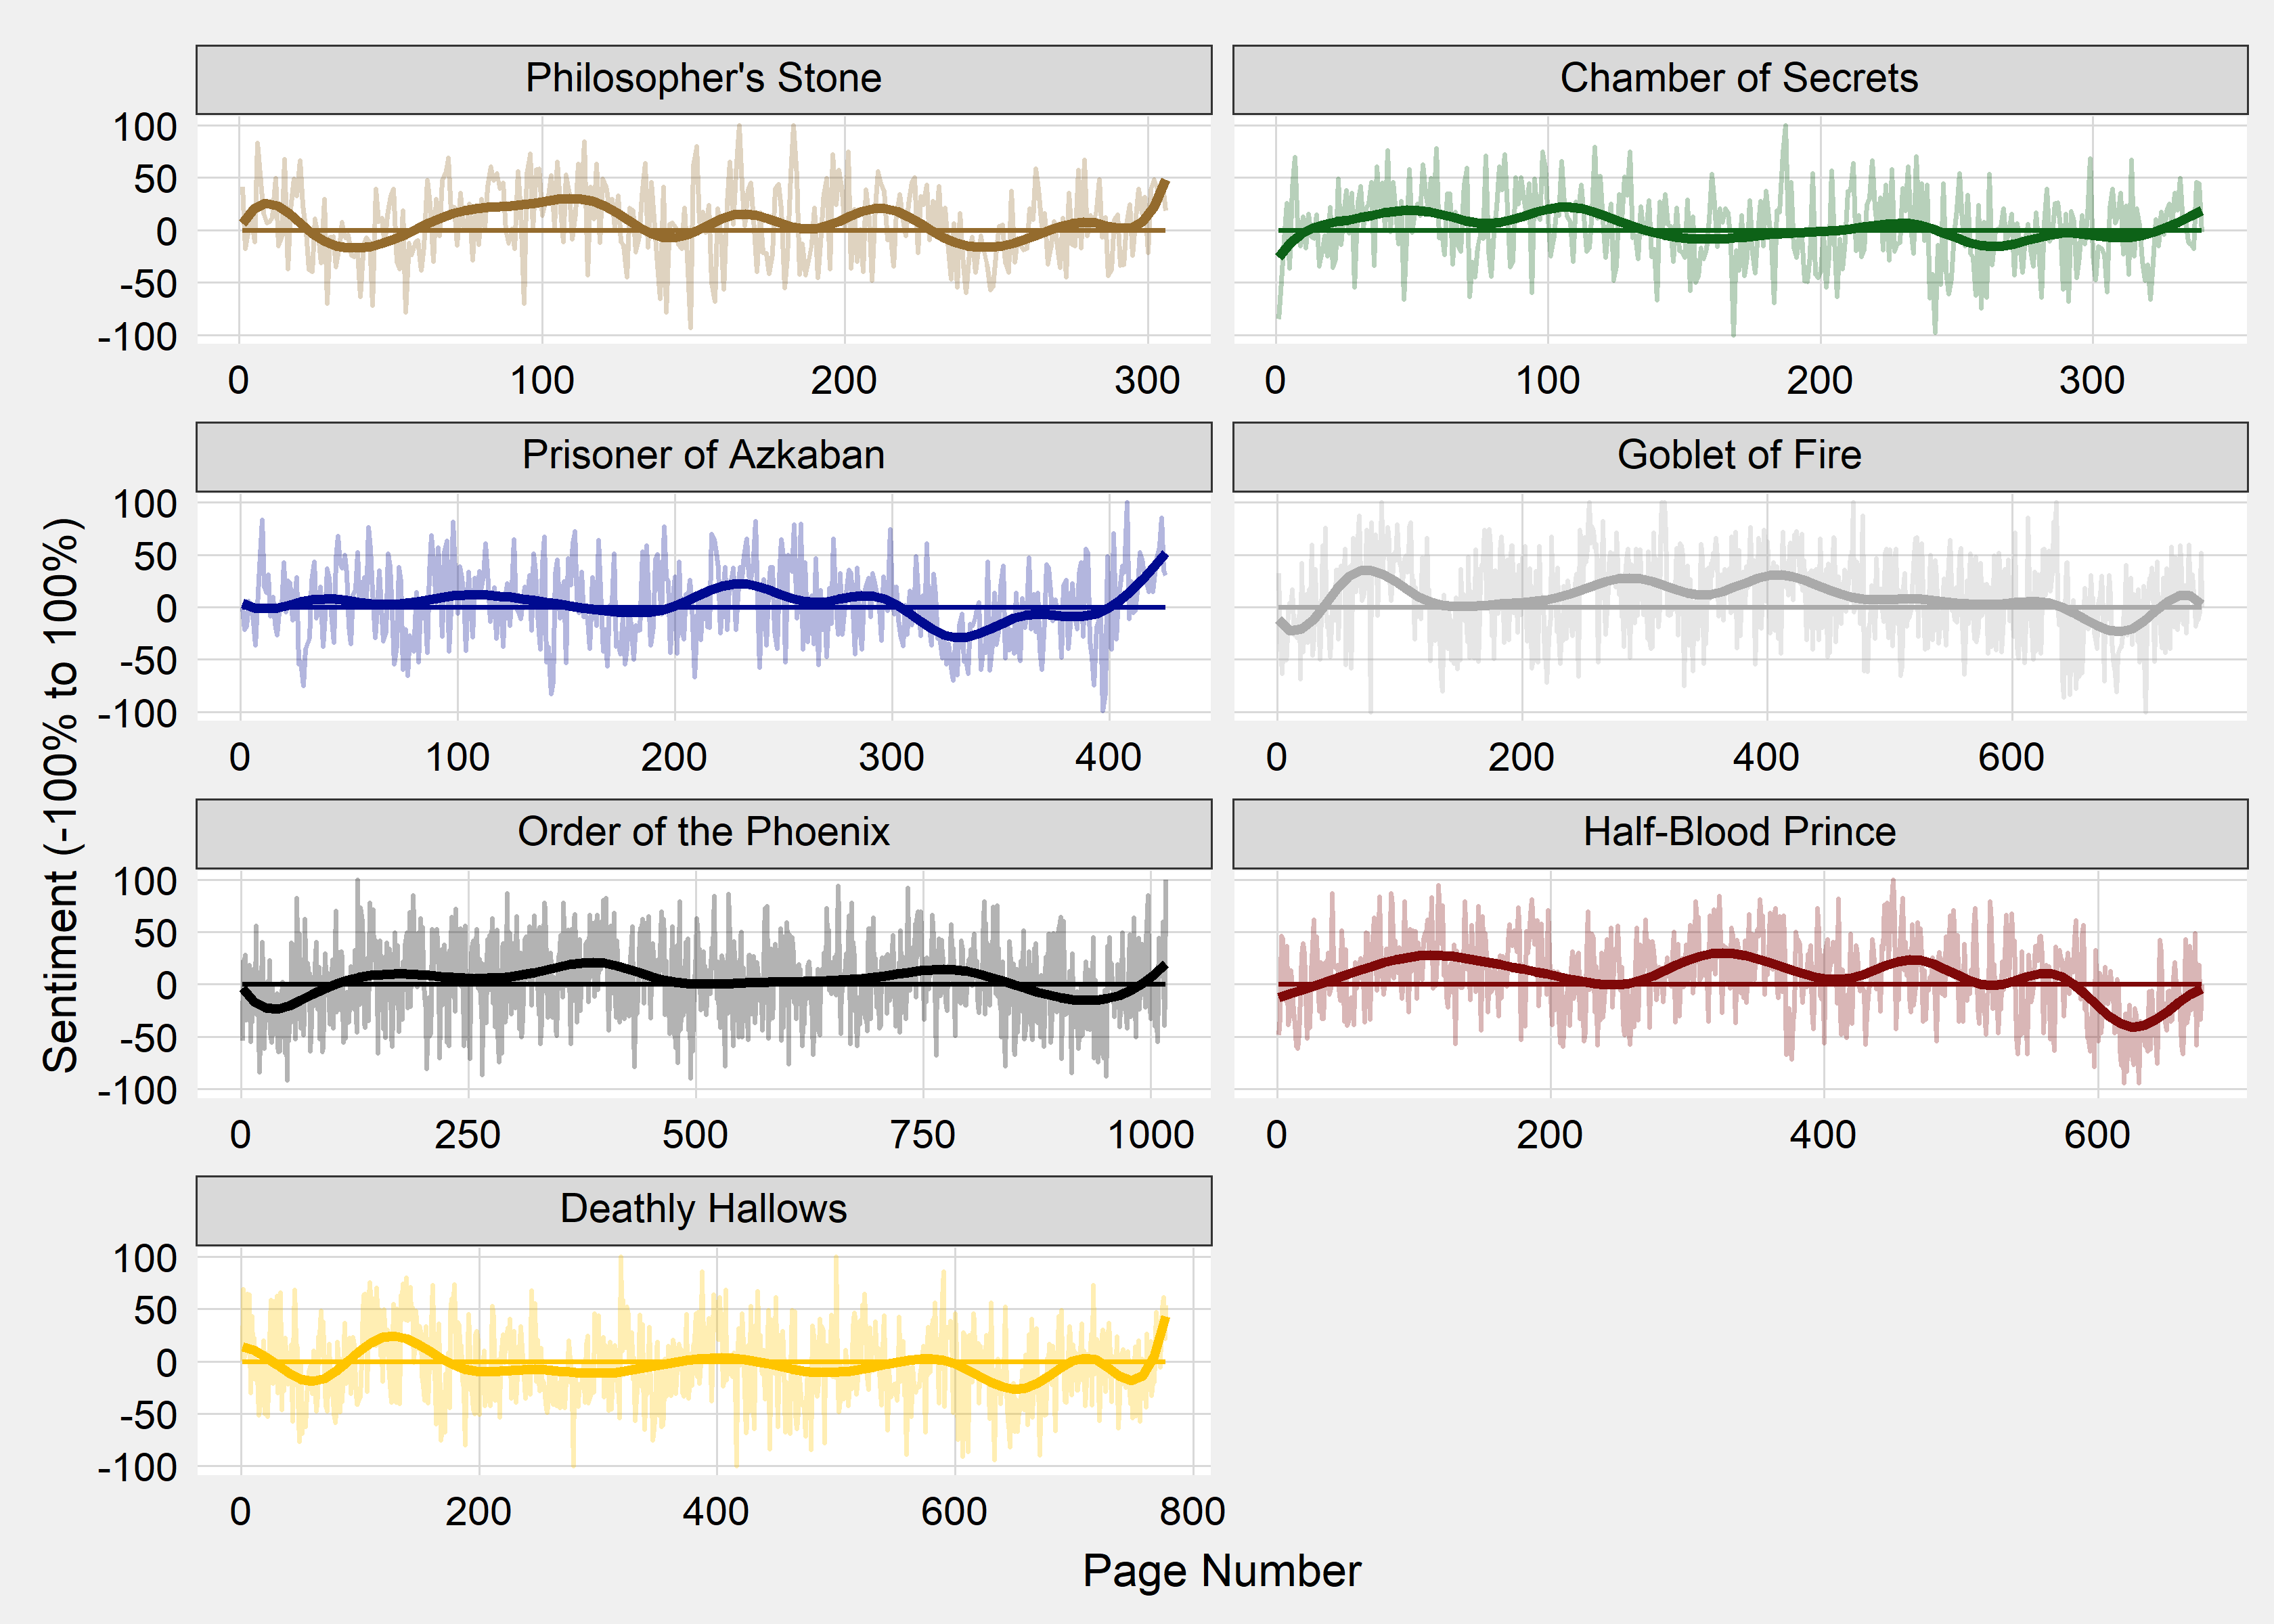 Philosopher's Stone
Chamber of Secrets
100
50
0
-50
-100
0 100 200 300
0 100 200 300
Prisoner of Azkaban
Goblet of Fire
100
50
0
-50
-100
0 100 200 300 400
0 200 400 600
Sentiment (-100% to 100%)
Order of the Phoenix
Half-Blood Prince
100
50
0
-50
-100
0 250 500 750 1000
0 200 400 600
Deathly Hallows
100
50
0
-50
-100
0 200 400 600 800
Page Number